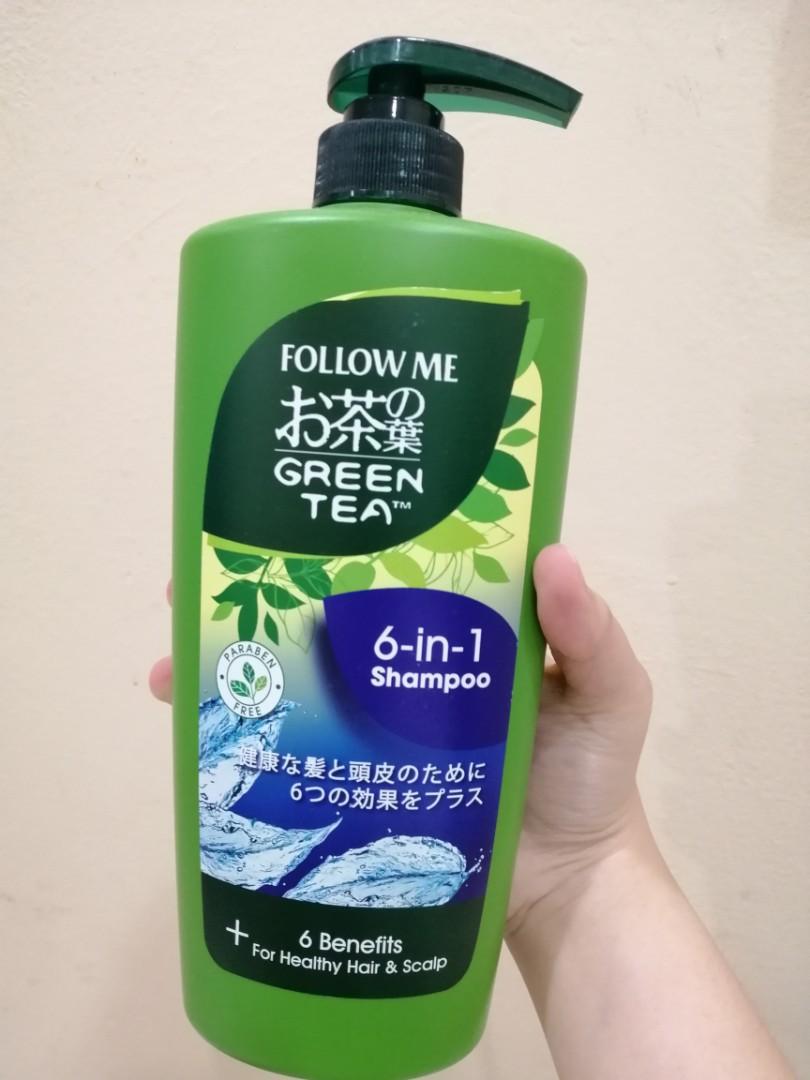 FOLLOW ME
お茶の葉
GREEN
TEA™
6-in-1
Shampoo
PARABEN
FREE
健康な髪と頭皮のために
6つの効果をプラス
+ 6 Benefits
For Healthy Hair & Scalp